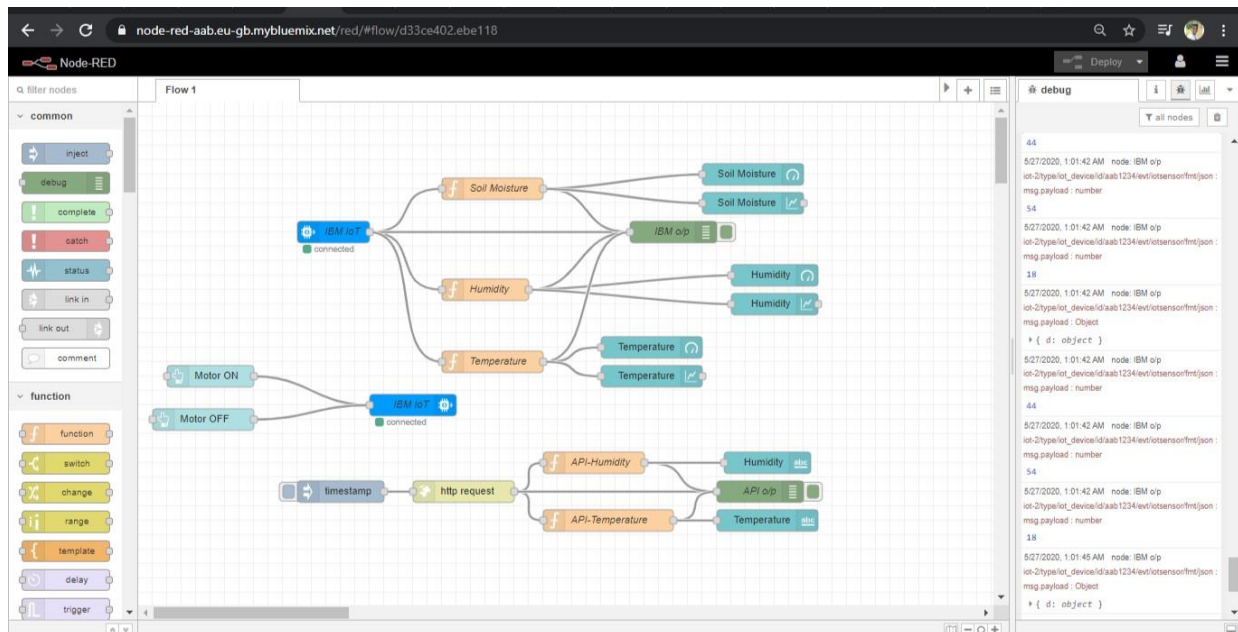 node-red-aab.eu-gb.mybluemix.net/red/#flow/d33ce402.ebe118
Node-RED
Deploy
filter nodes
Flow 1
debug
i
all nodes
common
inject
debug
complete
catch
status
link in
link out
comment
function
function
switch
change
range
template
delay
trigger
Soil Moisture
Soil Moisture
Soil Moisture
IBM IoT
connected
IBM o/p
Humidity
Humidity
Humidity
Temperature
Temperature
Temperature
Motor ON
Motor OFF
IBM IoT
connected
timestamp
http request
API-Humidity
Humidity
abc
API o/p
API-Temperature
Temperature
abc
44
5/27/2020, 1:01:42 AM node: IBM o/p
iot-2/type/iot_device/id/aab1234/evt/iotsensor/fmt/json :
msg.payload : number
54
5/27/2020, 1:01:42 AM node: IBM o/p
iot-2/type/iot_device/id/aab1234/evt/iotsensor/fmt/json :
msg.payload : number
18
5/27/2020, 1:01:42 AM node: IBM o/p
iot-2/type/iot_device/id/aab1234/evt/iotsensor/fmt/json :
msg.payload : Object
{ d: object }
5/27/2020, 1:01:42 AM node: IBM o/p
iot-2/type/iot_device/id/aab1234/evt/iotsensor/fmt/json :
msg.payload : number
44
5/27/2020, 1:01:42 AM node: IBM o/p
iot-2/type/iot_device/id/aab1234/evt/iotsensor/fmt/json :
msg.payload : number
54
5/27/2020, 1:01:42 AM node: IBM o/p
iot-2/type/iot_device/id/aab1234/evt/iotsensor/fmt/json :
msg.payload : number
18
5/27/2020, 1:01:45 AM node: IBM o/p
iot-2/type/iot_device/id/aab1234/evt/iotsensor/fmt/json :
msg.payload : Object
{ d: object }